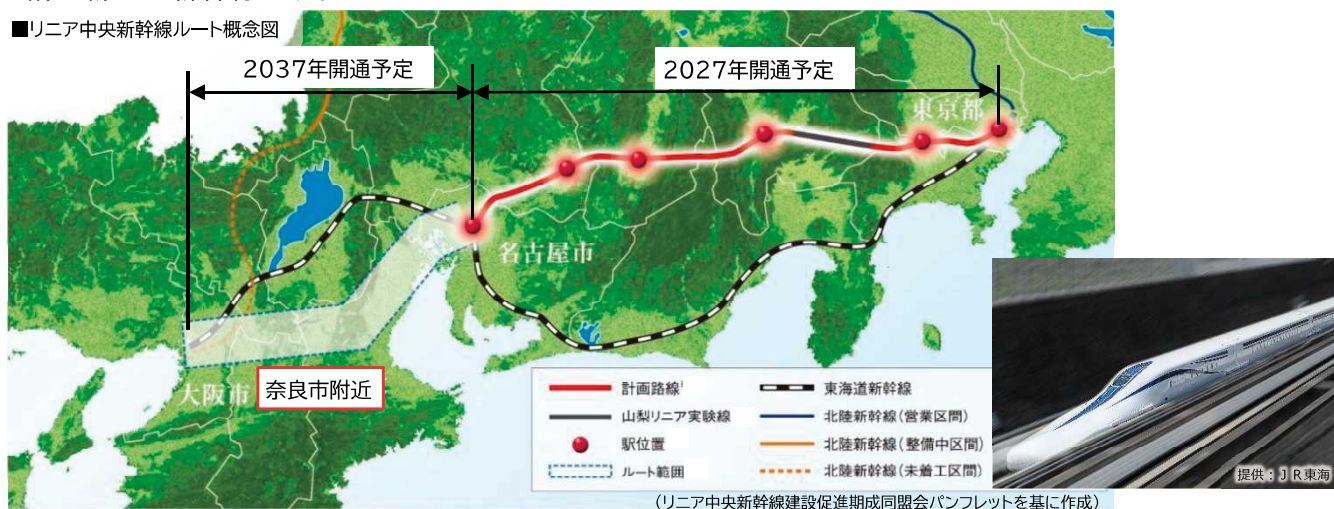 ■リニア中央新幹線ルート概念図
2037年開通予定
2027年開通予定
東京都
名古屋市
大阪市
奈良市附近
計画路線
東海道新幹線
山梨リニア実験線
北陸新幹線(営業区間)
駅位置
北陸新幹線(整備中区間)
ルート範囲
北陸新幹線(未着工区間)
提供:JR東海
(リニア中央新幹線建設促進期成同盟会パンフレットを基に作成)